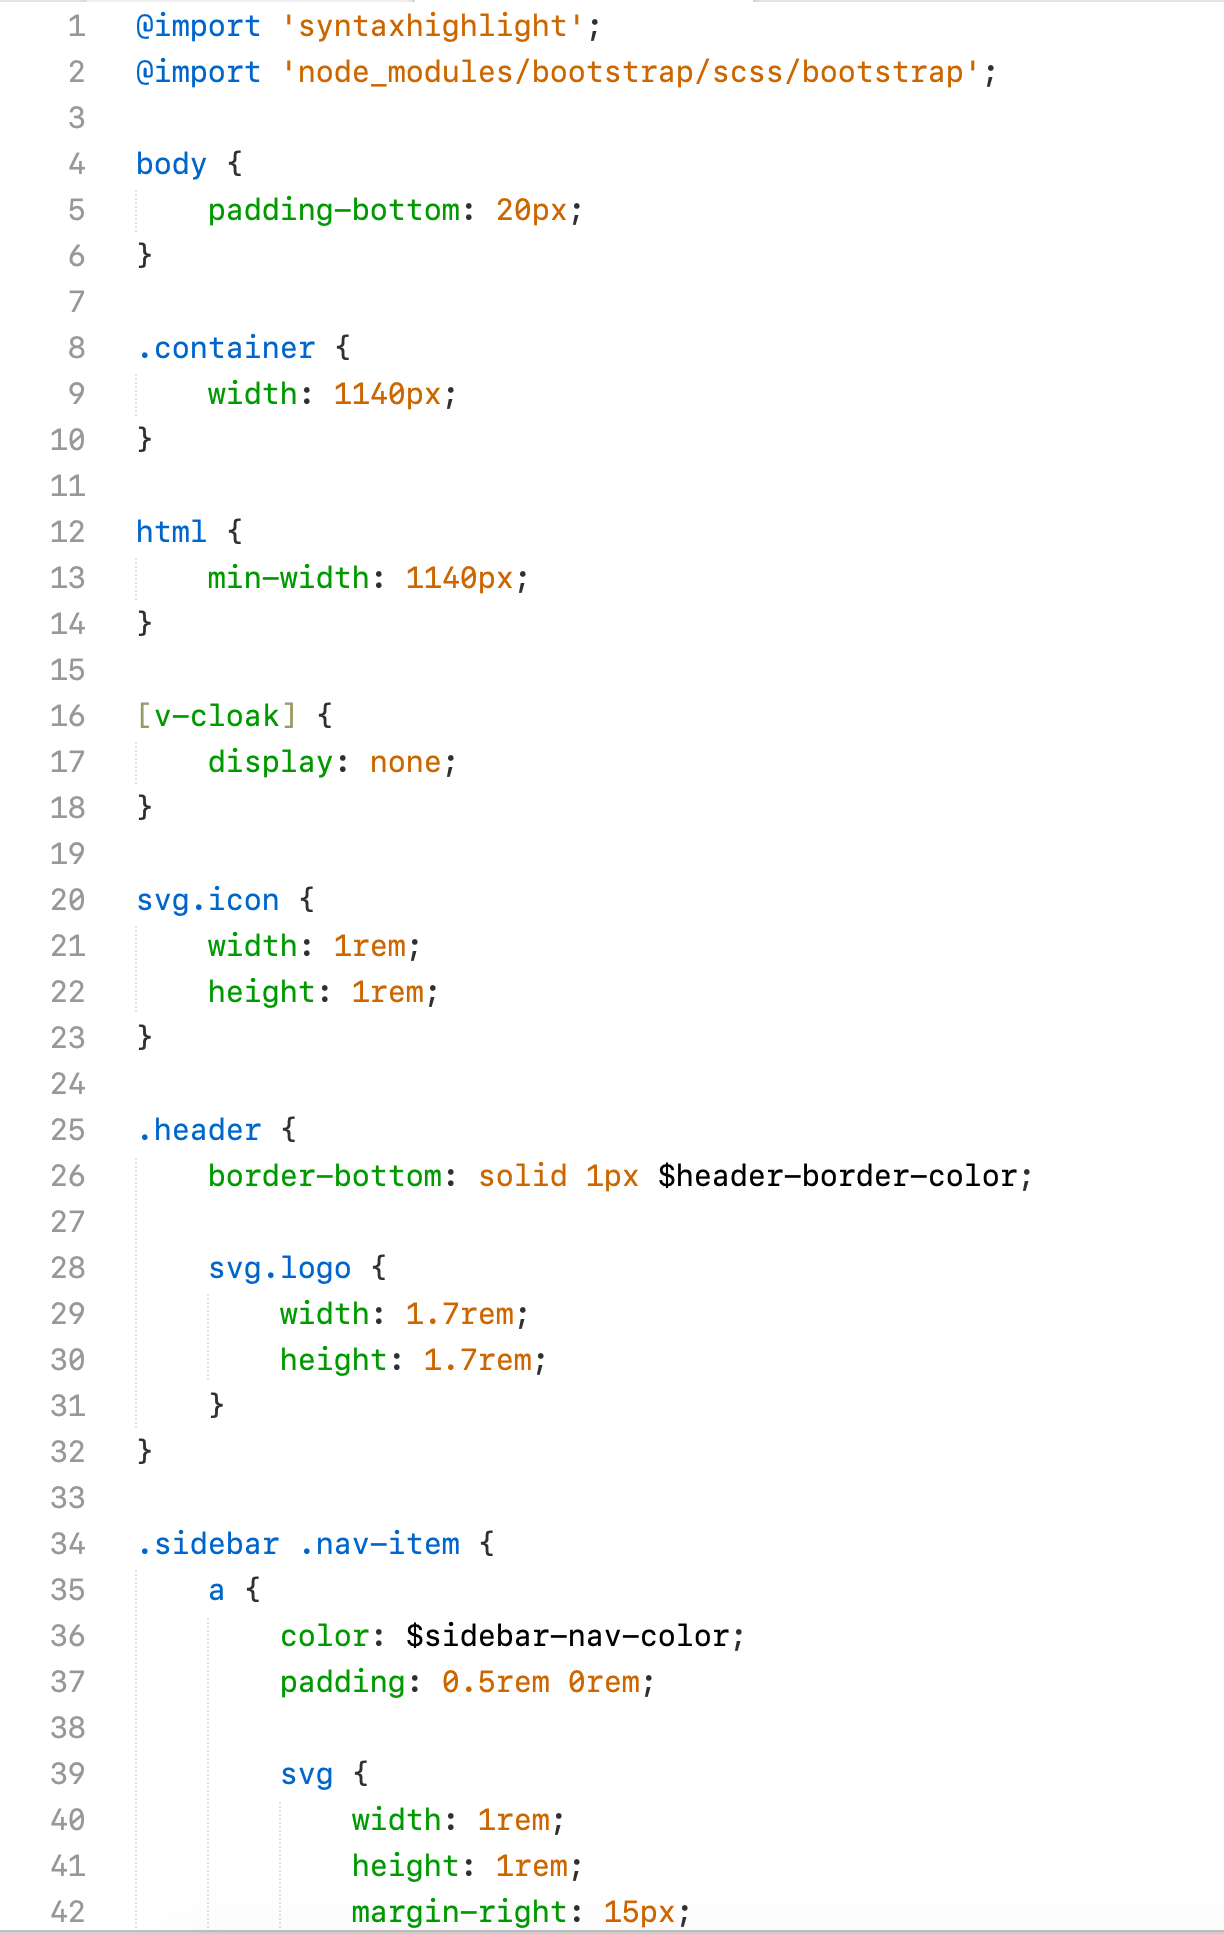 1 @import 'syntaxhighlight';
2 @import 'node_modules/bootstrap/scss/bootstrap';
3
4 body {
5     padding-bottom: 20px;
6 }
7
8 .container {
9     width: 1140px;
10 }
11
12 html {
13     min-width: 1140px;
14 }
15
16 [v-cloak] {
17     display: none;
18 }
19
20 svg.icon {
21     width: 1rem;
22     height: 1rem;
23 }
24
25 .header {
26     border-bottom: solid 1px $header-border-color;
27
28     svg.logo {
29         width: 1.7rem;
30         height: 1.7rem;
31     }
32 }
33
34 .sidebar .nav-item {
35     a {
36         color: $sidebar-nav-color;
37         padding: 0.5rem 0rem;
38
39         svg {
40             width: 1rem;
41             height: 1rem;
42             margin-right: 15px;